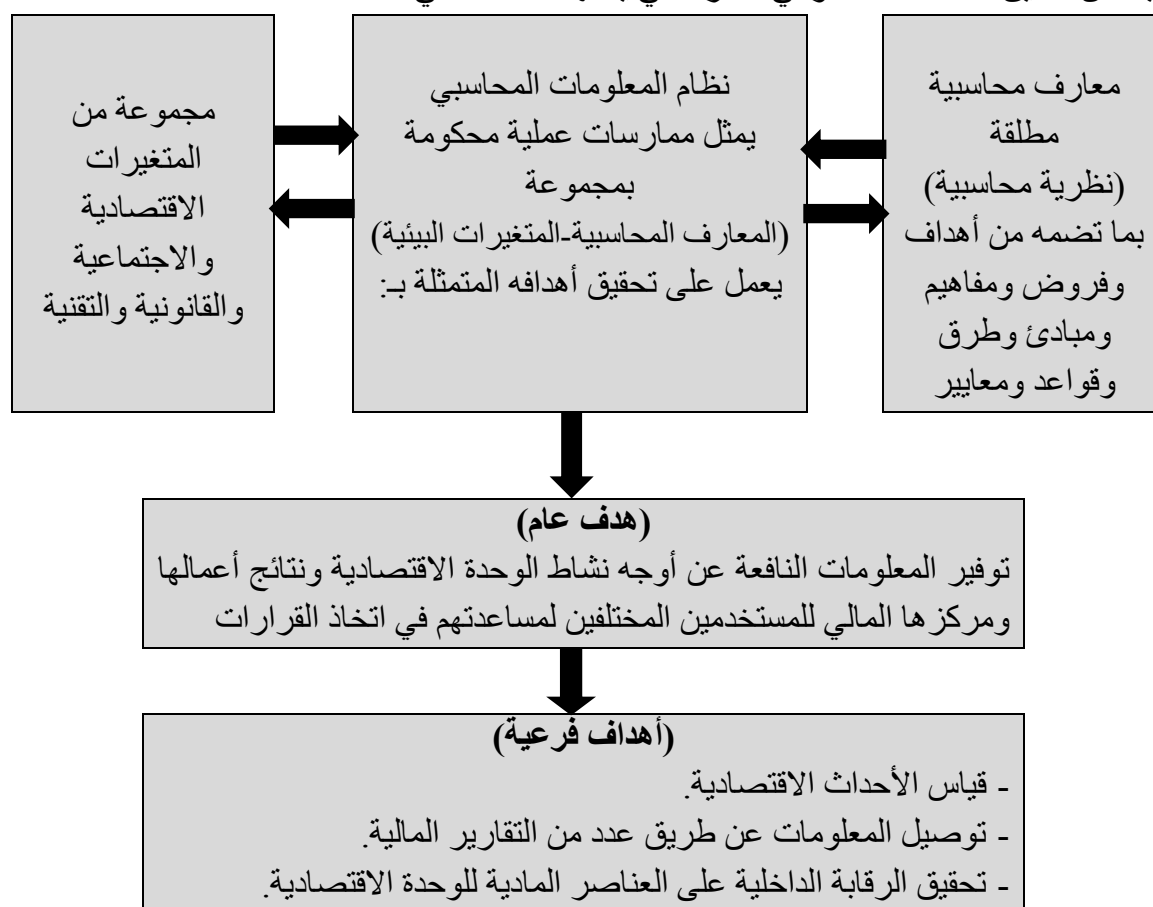 معارف محاسبية
مطلقة
(نظرية محاسبية)
بما تضمه من أهداف
وفروض ومفاهيم
ومبادئ وطرق
وقواعد ومعايير
نظام المعلومات المحاسبي
يمثل ممارسات عملية محكومة
بمجموعة
(المعارف المحاسبية-المتغيرات البيئية)
يعمل على تحقيق أهدافه المتمثلة بـ:
مجموعة من
المتغيرات
الاقتصادية
والاجتماعية
والقانونية والتقنية
(هدف عام)
توفير المعلومات النافعة عن أوجه نشاط الوحدة الاقتصادية ونتائج أعمالها
ومركزها المالي للمستخدمين المختلفين لمساعدتهم في اتخاذ القرارات
(أهداف فرعية)
- قياس الأحداث الاقتصادية.
- توصيل المعلومات عن طريق عدد من التقارير المالية.
- تحقيق الرقابة الداخلية على العناصر المادية للوحدة الاقتصادية.